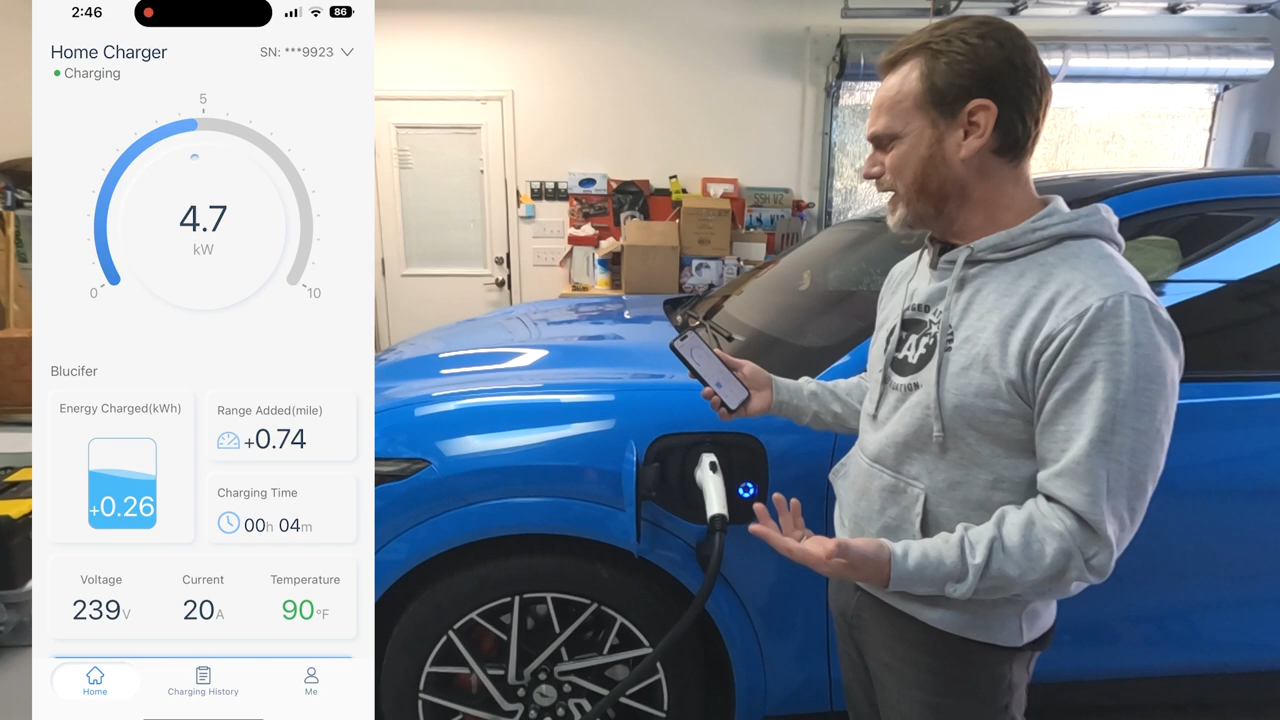 2:46
86
Home Charger
SN: ***9923
Charging
5
4.7
kW
0
10
Blucifer
Energy Charged(kWh)
+0.26
Range Added(mile)
+0.74
Charging Time
00h 04m
Voltage
Current
Temperature
239V
20A
90°F
Home
Charging History
Me